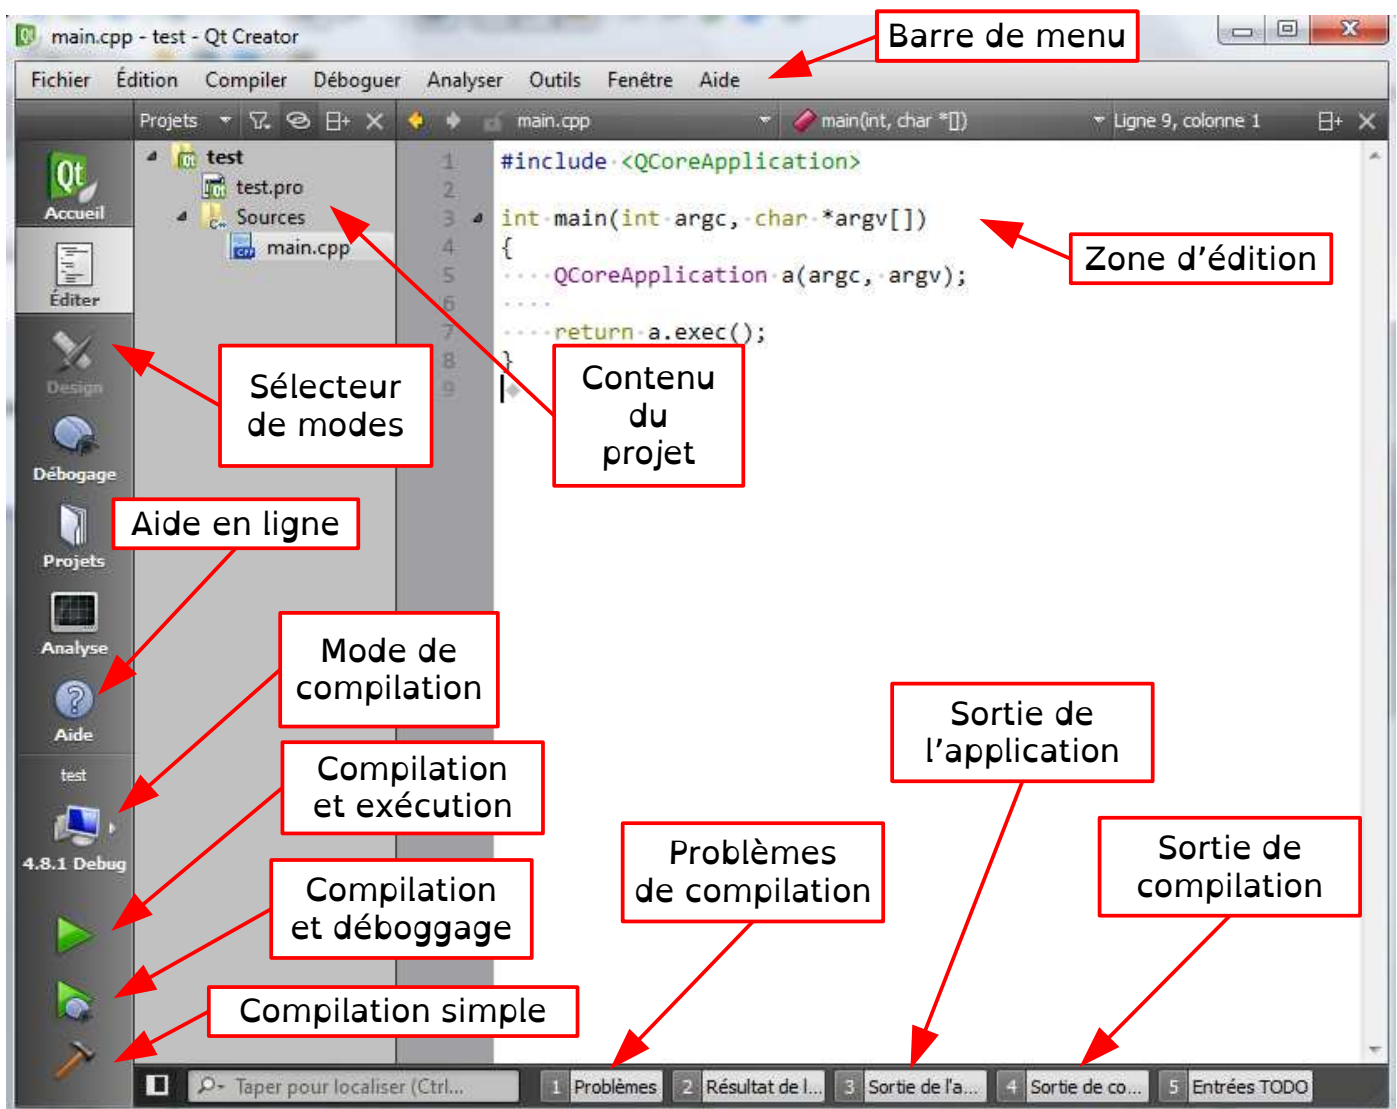 main.cpp - test - Qt Creator
Barre de menu
Fichier Édition Compiler Déboguer Analyser Outils Fenêtre Aide
Projets main.cpp main(int, char *[]) Ligne 9, colonne 1
Qt
Accueil
Éditer
Design
Débogage
Projets
Analyse
Aide
test
4.8.1 Debug
test
test.pro
Sources
main.cpp
1 #include <QCoreApplication>
2
3 int main(int argc, char *argv[])
4 {
5 QCoreApplication a(argc, argv);
6
7 return a.exec();
8 }
9
Zone d’édition
Sélecteur
de modes
Contenu
du
projet
Aide en ligne
Mode de
compilation
Compilation
et exécution
Compilation
et déboggage
Compilation simple
Sortie de
l’application
Problèmes
de compilation
Sortie de
compilation
Taper pour localiser (Ctrl...
1 Problèmes 2 Résultat de l... 3 Sortie de l'a... 4 Sortie de co... 5 Entrées TODO